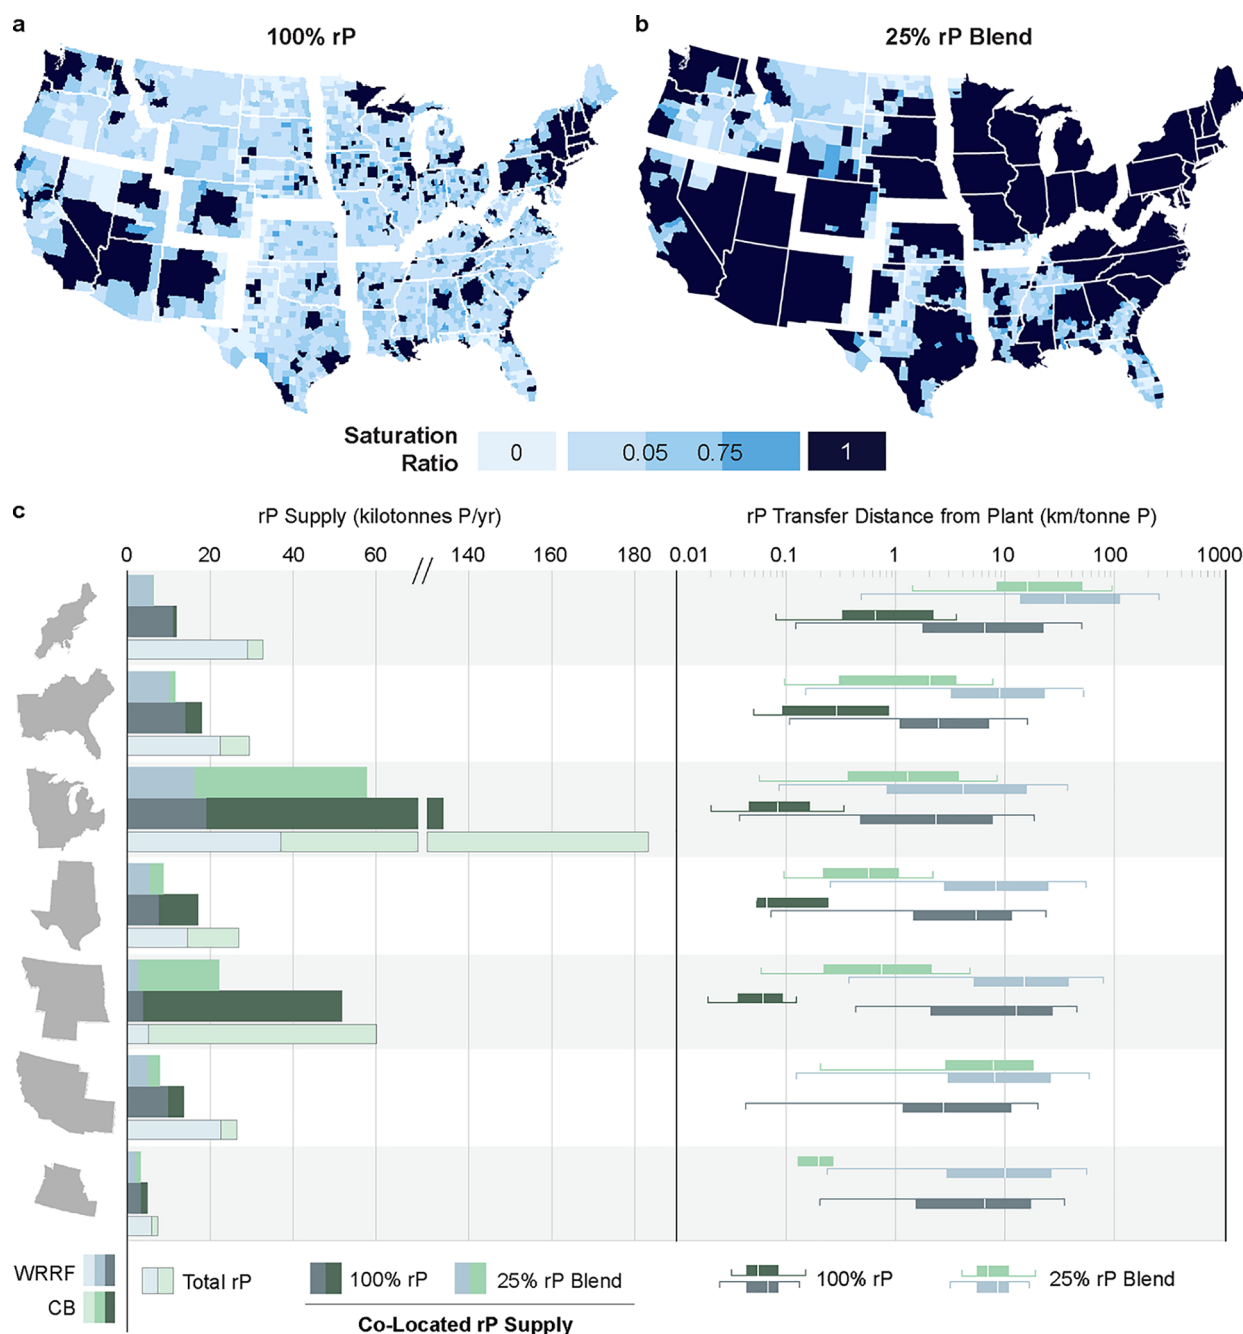 a
b
100% rP
25% rP Blend
Saturation
Ratio
0 0.05 0.75 1
c
rP Supply (kilotonnes P/yr)
rP Transfer Distance from Plant (km/tonne P)
0 20 40 60 // 140 160 180
0.01 0.1 1 10 100 1000
WRRF
CB
Total rP
100% rP
25% rP Blend
Co-Located rP Supply
100% rP
25% rP Blend